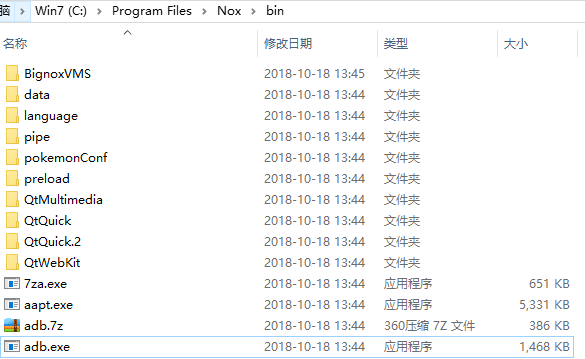 脑 > Win7 (C:) > Program Files > Nox > bin
名称 修改日期 类型 大小
BignoxVMS 2018-10-18 13:45 文件夹
data 2018-10-18 13:44 文件夹
language 2018-10-18 13:44 文件夹
pipe 2018-10-18 13:44 文件夹
pokemonConf 2018-10-18 13:44 文件夹
preload 2018-10-18 13:44 文件夹
QtMultimedia 2018-10-18 13:44 文件夹
QtQuick 2018-10-18 13:44 文件夹
QtQuick.2 2018-10-18 13:44 文件夹
QtWebKit 2018-10-18 13:44 文件夹
7za.exe 2018-10-18 13:44 应用程序 651 KB
aapt.exe 2018-10-18 13:44 应用程序 5,331 KB
adb.7z 2018-10-18 13:44 360压缩 7Z 文件 386 KB
adb.exe 2018-10-18 13:44 应用程序 1,468 KB